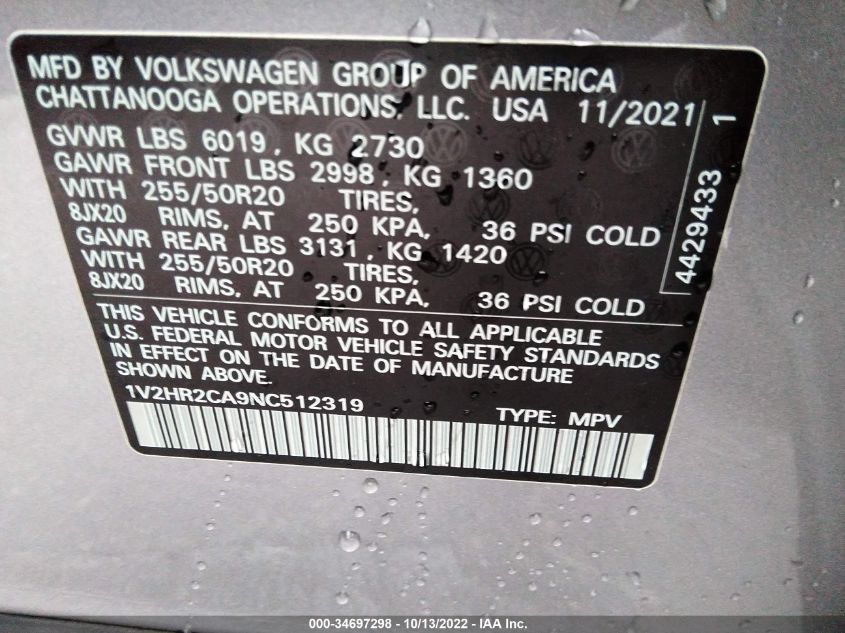 MFD BY VOLKSWAGEN GROUP OF AMERICA
CHATTANOOGA OPERATIONS, LLC. USA 11/2021
GVWR LBS 6019, KG 2730
GAWR FRONT LBS 2998, KG 1360
WITH 255/50R20 TIRES,
8JX20 RIMS, AT 250 KPA, 36 PSI COLD
GAWR REAR LBS 3131, KG 1420
WITH 255/50R20 TIRES,
8JX20 RIMS, AT 250 KPA, 36 PSI COLD
THIS VEHICLE CONFORMS TO ALL APPLICABLE
U.S. FEDERAL MOTOR VEHICLE SAFETY STANDARDS
IN EFFECT ON THE DATE OF MANUFACTURE
SHOWN ABOVE.
1V2HR2CA9NC512319 TYPE: MPV
4429433 1
000-34697298 - 10/13/2022 - IAA Inc.